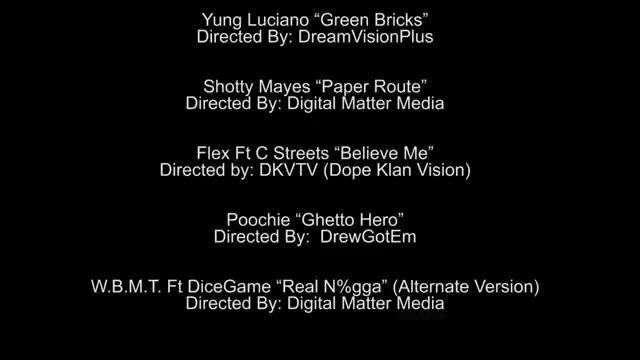 Yung Luciano “Green Bricks”
Directed By: DreamVisionPlus
Shotty Mayes “Paper Route”
Directed By: Digital Matter Media
Flex Ft C Streets “Believe Me”
Directed by: DKVTV (Dope Klan Vision)
Poochie “Ghetto Hero”
Directed By:  DrewGotEm
W.B.M.T. Ft DiceGame “Real N%gga” (Alternate Version)
Directed By: Digital Matter Media